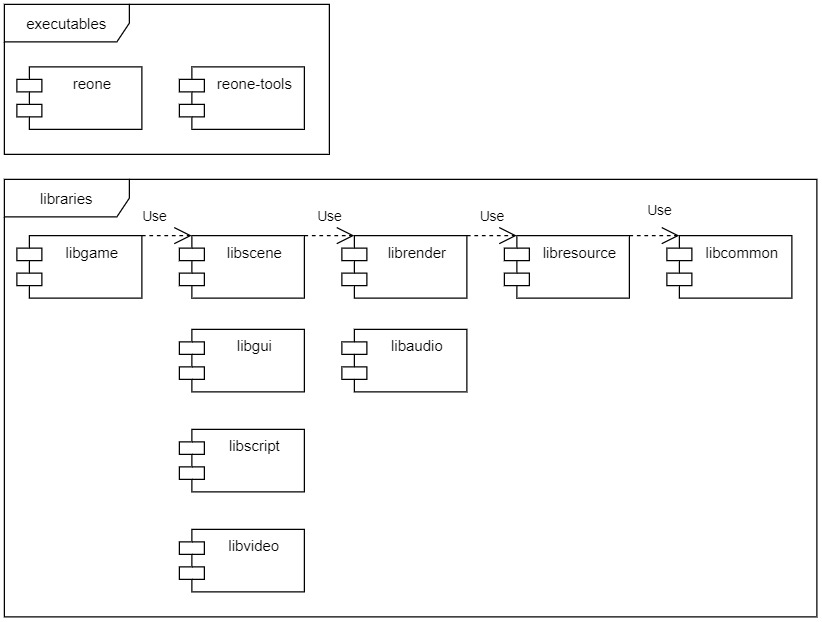 executables
reone
reone-tools
libraries
Use
Use
Use
Use
libgame
libscene
librender
libresource
libcommon
libgui
libaudio
libscript
libvideo